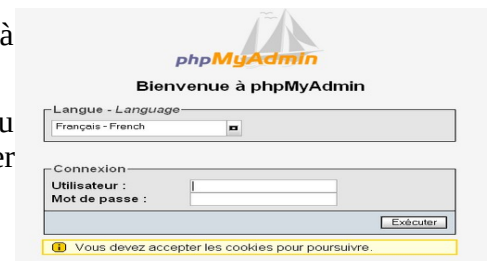 à
phpMyAdmin
Bienvenue à phpMyAdmin
Langue - Language
u
Français - French
er
Connexion
Utilisateur :
Mot de passe :
Exécuter
Vous devez accepter les cookies pour poursuivre.